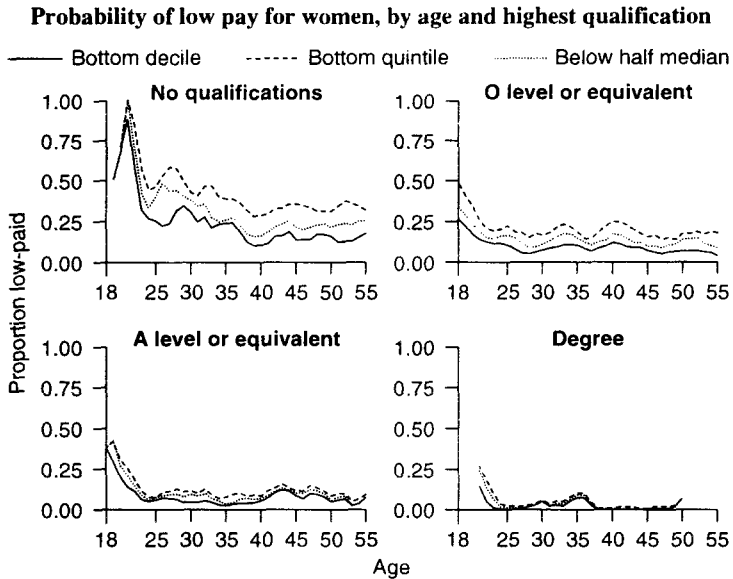 Probability of low pay for women, by age and highest qualification
Bottom decile Bottom quintile Below half median
No qualifications
1.00
0.75
0.50
0.25
0.00
18 25 30 35 40 45 50 55
O level or equivalent
1.00
0.75
0.50
0.25
0.00
18 25 30 35 40 45 50 55
Proportion low-paid
A level or equivalent
1.00
0.75
0.50
0.25
0.00
18 25 30 35 40 45 50 55
Degree
1.00
0.75
0.50
0.25
0.00
18 25 30 35 40 45 50 55
Age